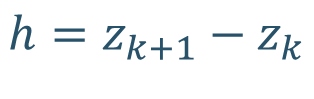 h = z_{k+1} − z_k